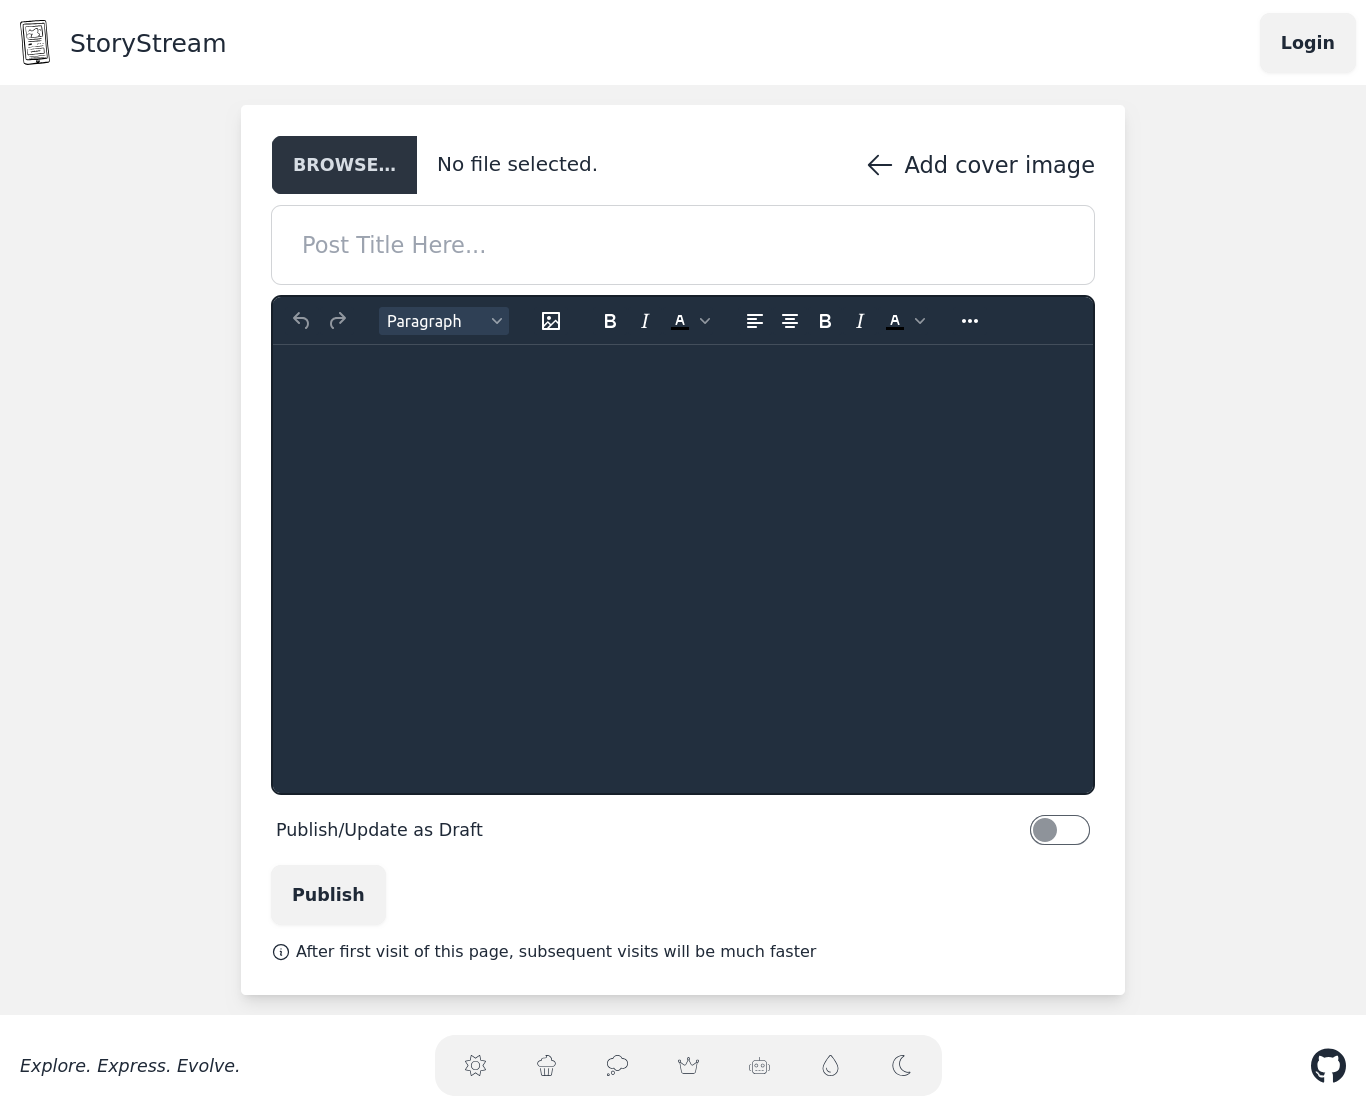 StoryStream
Login
BROWSE...
No file selected.
Add cover image
Post Title Here...
Paragraph
B I A B I A
Publish/Update as Draft
Publish
After first visit of this page, subsequent visits will be much faster
Explore. Express. Evolve.